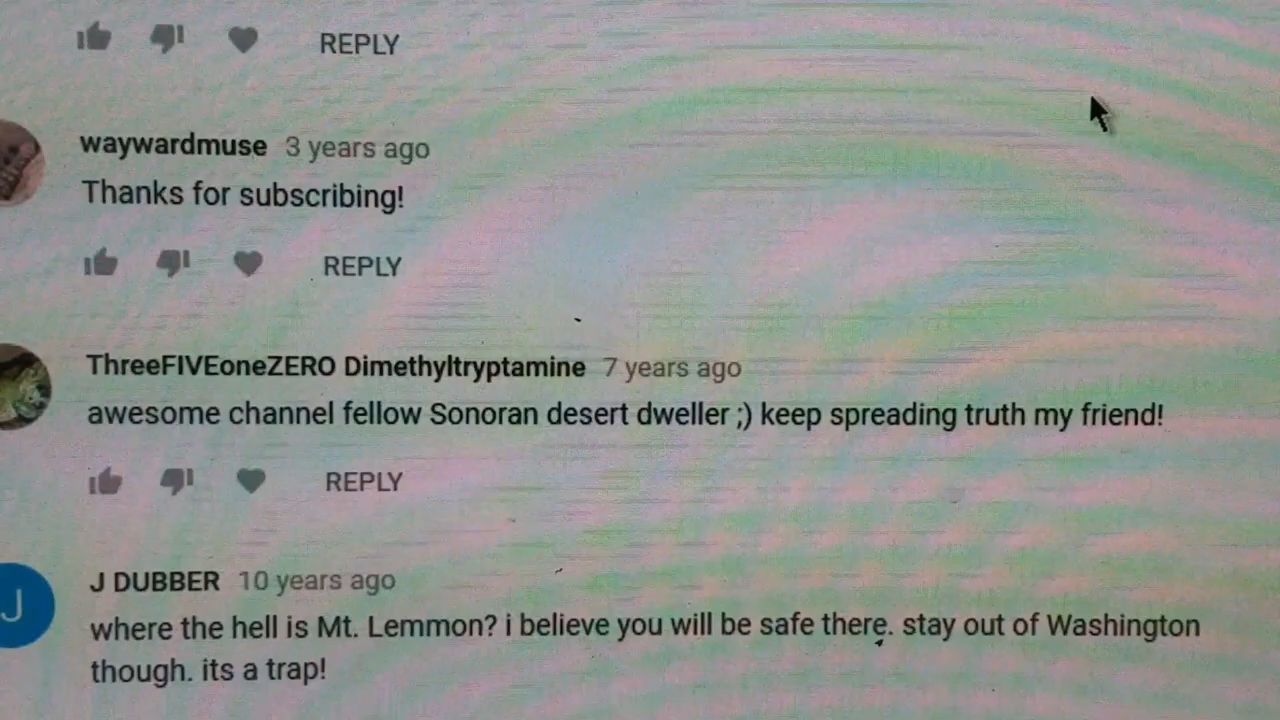 REPLY
waywardmuse 3 years ago
Thanks for subscribing!
REPLY
ThreeFIVEoneZERO Dimethyltryptamine 7 years ago
awesome channel fellow Sonoran desert dweller ;) keep spreading truth my friend!
REPLY
J
J DUBBER 10 years ago
where the hell is Mt. Lemmon? i believe you will be safe there. stay out of Washington
though. its a trap!